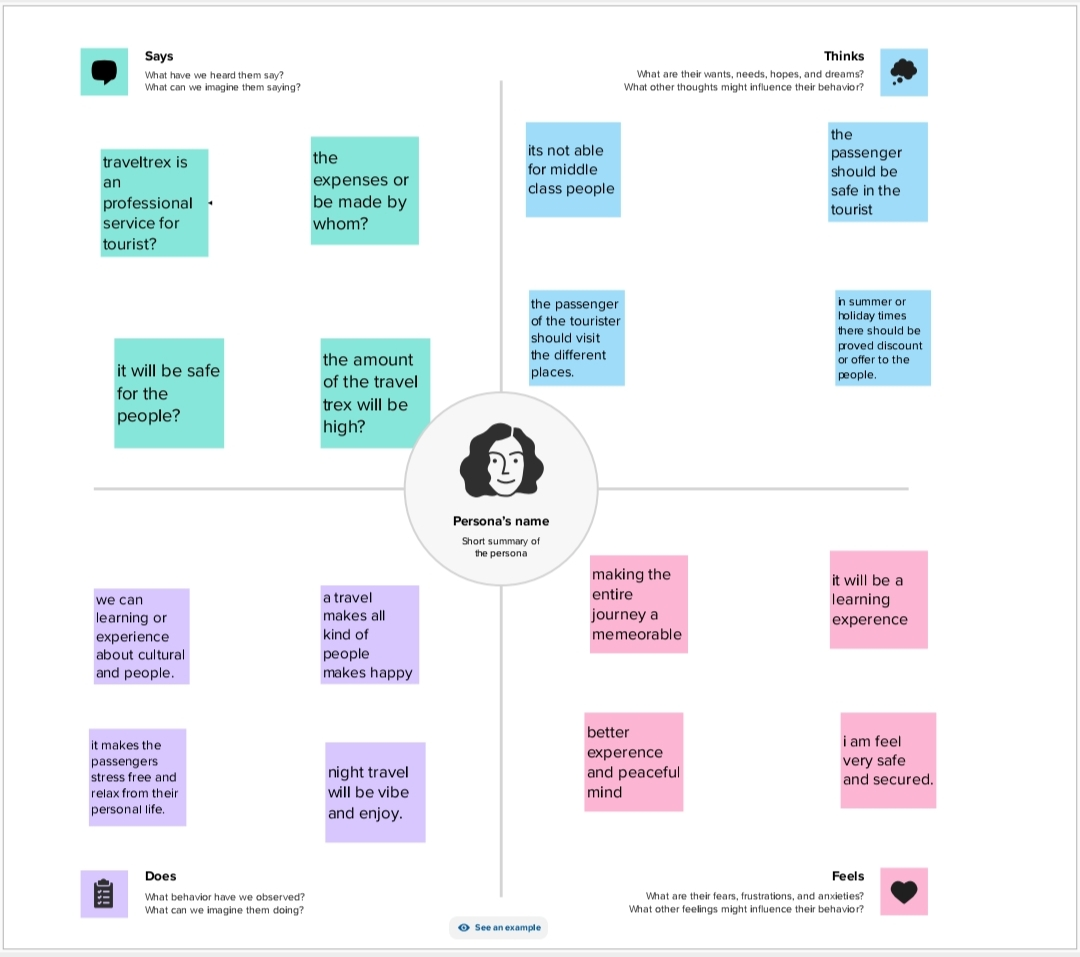 Says
What have we heard them say?
What can we imagine them saying?
Thinks
What are their wants, needs, hopes, and dreams?
What other thoughts might influence their behavior?
traveltrex is
an
professional
service for
tourist?
the
expenses or
be made by
whom?
its not able
for middle
class people
the
passenger
should be
safe in the
tourist
it will be safe
for the
people?
the amount
of the travel
trex will be
high?
the passenger
of the tourister
should visit
the different
places.
in summer or
holiday times
there should be
proved discount
or offer to the
people.
Persona's name
Short summary of
the persona
we can
learning or
experience
about cultural
and people.
a travel
makes all
kind of
people
makes happy
making the
entire
journey a
memeorable
it will be a
learning
experence
it makes the
passengers
stress free and
relax from their
personal life.
night travel
will be vibe
and enjoy.
better
experence
and peaceful
mind
i am feel
very safe
and secured.
Does
What behavior have we observed?
What can we imagine them doing?
Feels
What are their fears, frustrations, and anxieties?
What other feelings might influence their behavior?
See an example